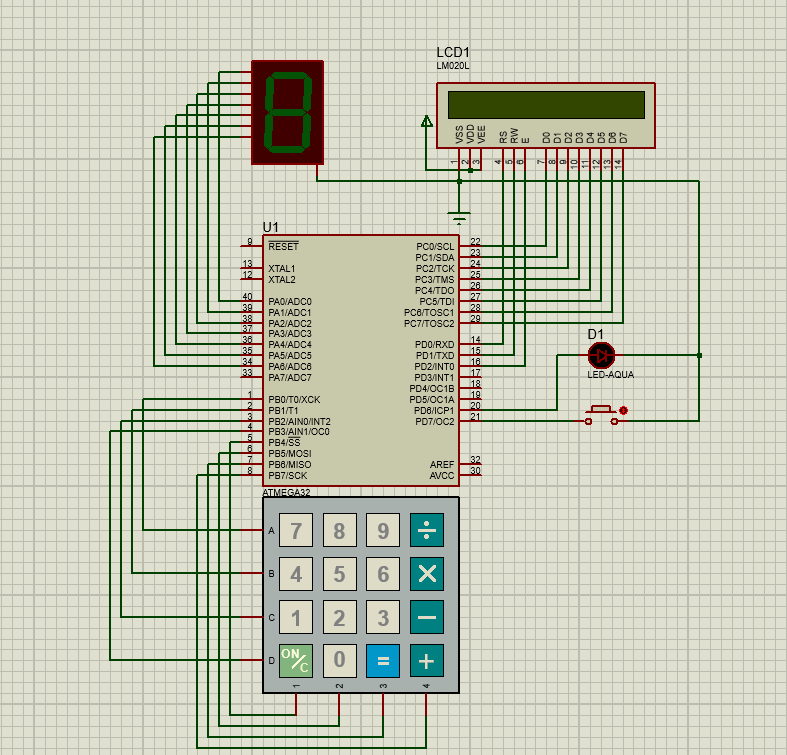 LCD1
LM020L
VSS VDD VEE RS RW E D0 D1 D2 D3 D4 D5 D6 D7
1 2 3 4 5 6 7 8 9 10 11 12 13 14
U1
9 RESET PC0/SCL 22
PC1/SDA 23
13 XTAL1 PC2/TCK 24
12 XTAL2 PC3/TMS 25
PC4/TDO 26
40 PA0/ADC0 PC5/TDI 27
39 PA1/ADC1 PC6/TOSC1 28
38 PA2/ADC2 PC7/TOSC2 29
37 PA3/ADC3
36 PA4/ADC4 PD0/RXD 14
35 PA5/ADC5 PD1/TXD 15
34 PA6/ADC6 PD2/INT0 16
33 PA7/ADC7 PD3/INT1 17
PD4/OC1B 18
1 PB0/T0/XCK PD5/OC1A 19
2 PB1/T1 PD6/ICP1 20
3 PB2/AIN0/INT2 PD7/OC2 21
4 PB3/AIN1/OC0
5 PB4/SS
6 PB5/MOSI
7 PB6/MISO AREF 32
8 PB7/SCK AVCC 30
ATMEGA32
D1
LED-AQUA
A 7 8 9 ÷
B 4 5 6 ×
C 1 2 3 −
D ON/C 0 = +
1 2 3 4